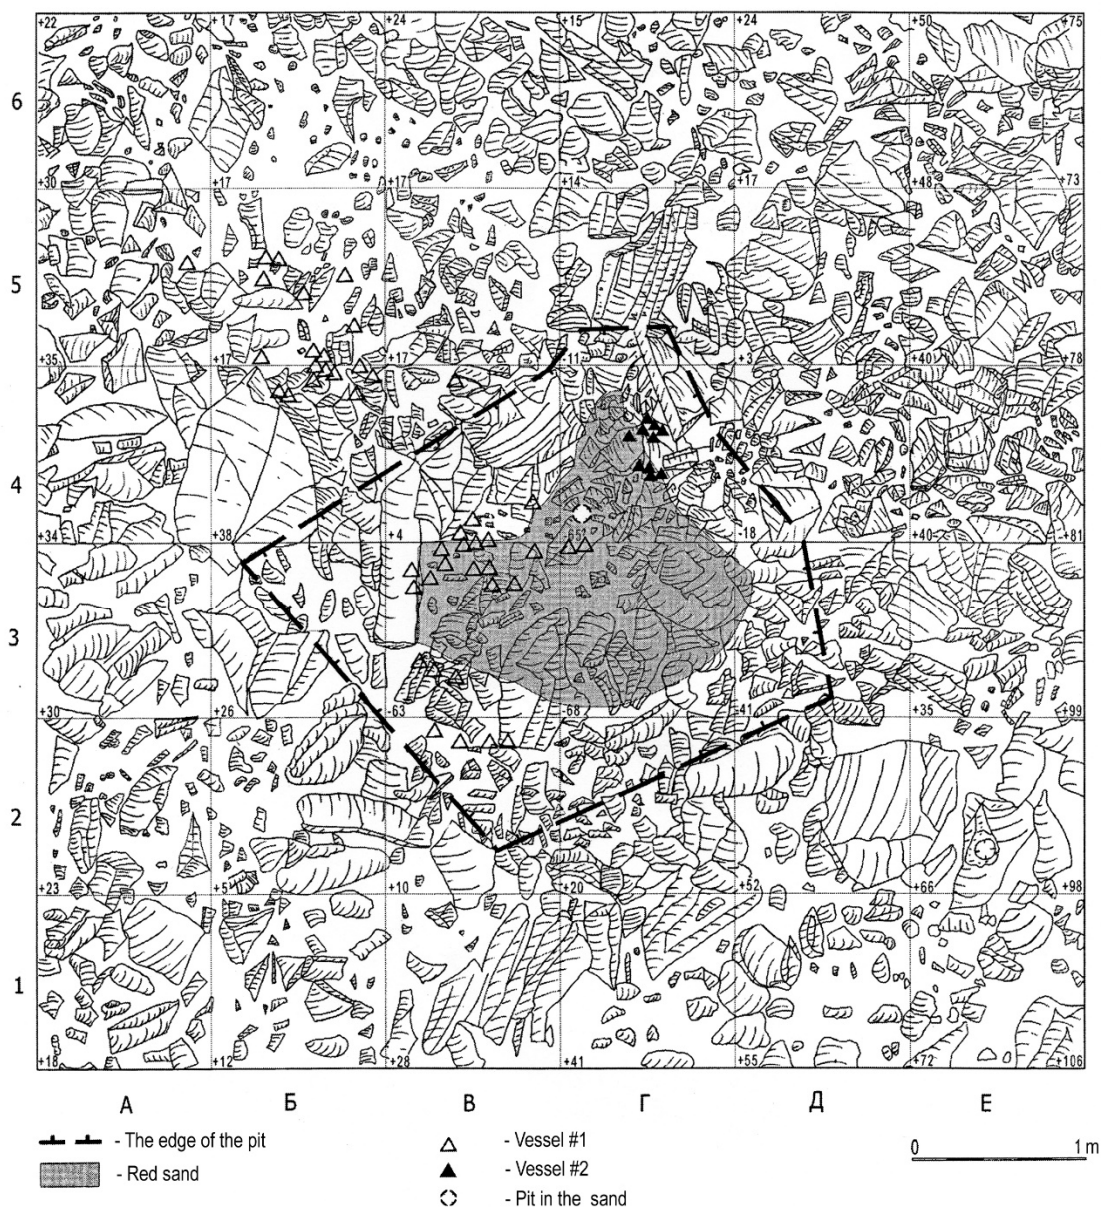 +22 +17 +24 +15 +24 +50 +75
6
+30 +17 +17 +14 +17 +48 +73
5
+35 +17 +17 +3 +40 +78
4
+34 +38 +4 -18 +40 +81
3
+30 +26 -63 -68 -41 +35 +99
2
+23 +5 +10 +20 +52 +66 +98
1
+18 +12 +28 +41 +55 +72 +106
А Б В Г Д Е
- The edge of the pit
- Red sand
- Vessel #1
- Vessel #2
- Pit in the sand
0 1 m